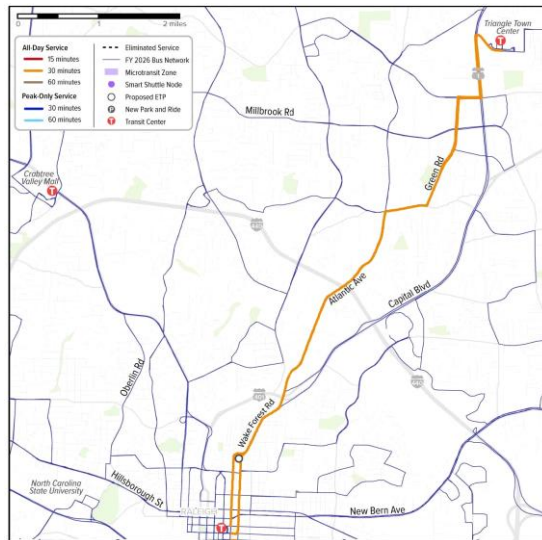 0 1 2 miles
All-Day Service
15 minutes
30 minutes
60 minutes
Peak-Only Service
30 minutes
60 minutes
Eliminated Service
FY 2026 Bus Network
Microtransit Zone
Smart Shuttle Node
Proposed ETP
New Park and Ride
Transit Center
Triangle Town
Center
Millbrook Rd
Crabtree
Valley Mall
Green Rd
Atlantic Ave
Capital Blvd
Oberlin Rd
Wake Forest Rd
North Carolina
State University
Hillsborough St
RALEIGH
New Bern Ave